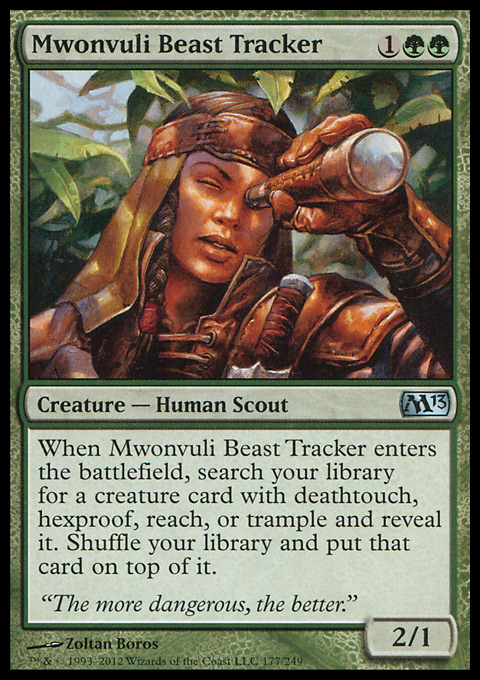 Mwonvuli Beast Tracker 1
Creature — Human Scout M13
When Mwonvuli Beast Tracker enters
the battlefield, search your library
for a creature card with deathtouch,
hexproof, reach, or trample and reveal
it. Shuffle your library and put that
card on top of it.
“The more dangerous, the better.”
Zoltan Boros
2/1
™ & © 1993–2012 Wizards of the Coast LLC 177/249